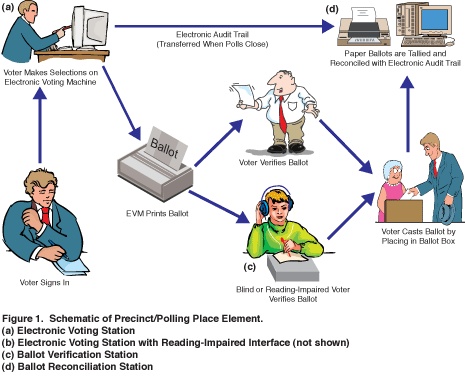 (a)
Voter Makes Selections on
Electronic Voting Machine
Electronic Audit Trail
(Transferred When Polls Close)
(d)
Paper Ballots are Tallied and
Reconciled with Electronic Audit Trail
Ballot
EVM Prints Ballot
Voter Verifies Ballot
Voter Signs In
(c)
Blind or Reading-Impaired Voter
Verifies Ballot
Voter Casts Ballot by
Placing in Ballot Box
Figure 1.  Schematic of Precinct/Polling Place Element.
(a) Electronic Voting Station
(b) Electronic Voting Station with Reading-Impaired Interface (not shown)
(c) Ballot Verification Station
(d) Ballot Reconciliation Station